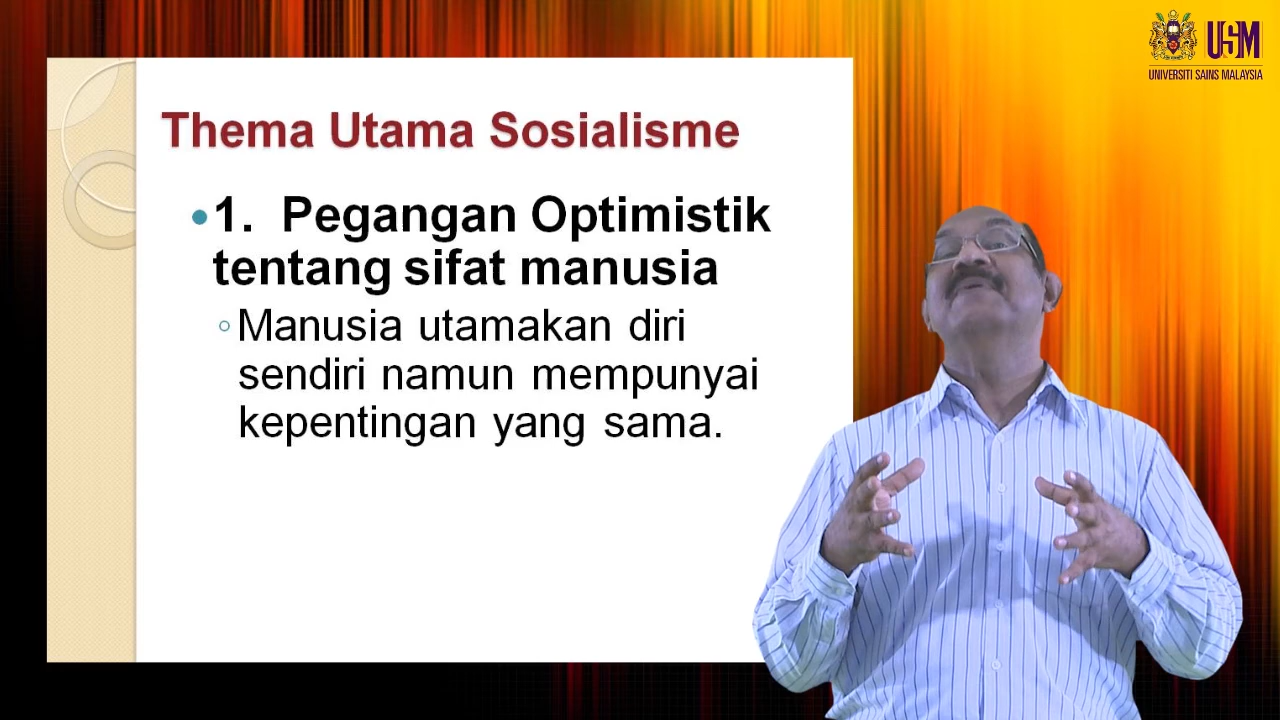 USM
UNIVERSITI SAINS MALAYSIA
Thema Utama Sosialisme
1. Pegangan Optimistik
tentang sifat manusia
Manusia utamakan diri
sendiri namun mempunyai
kepentingan yang sama.